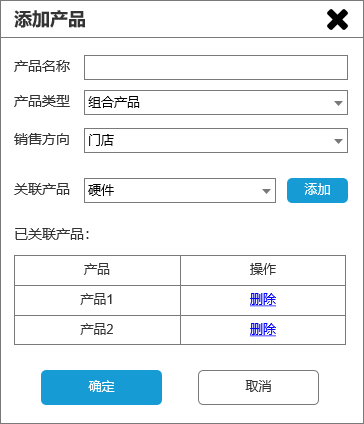 添加产品
产品名称
产品类型 组合产品
销售方向 门店
关联产品 硬件 添加
已关联产品：
产品 操作
产品1 删除
产品2 删除
确定 取消